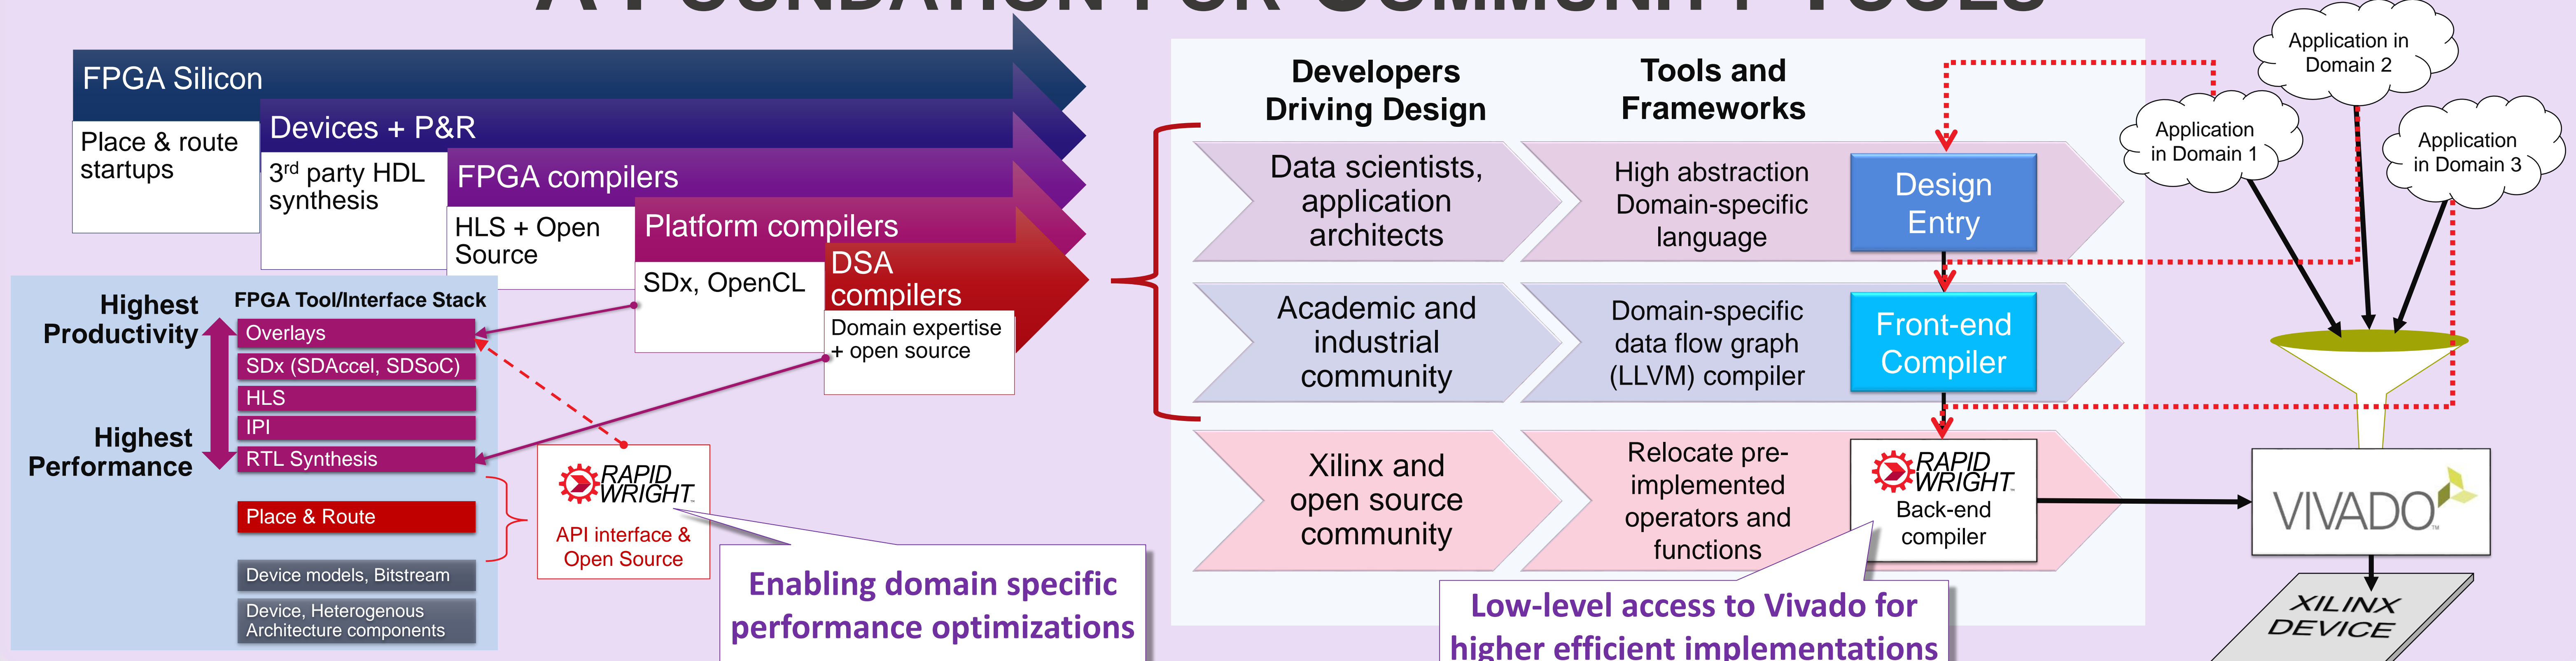 A FOUNDATION FOR COMMUNITY TOOLS
FPGA Silicon
Place & route
startups
Devices + P&R
3rd party HDL
synthesis
FPGA compilers
HLS + Open
Source
Platform compilers
SDx, OpenCL
DSA
compilers
Domain expertise
+ open source
Highest
Productivity
Highest
Performance
FPGA Tool/Interface Stack
Overlays
SDx (SDAccel, SDSoC)
HLS
IPI
RTL Synthesis
Place & Route
Device models, Bitstream
Device, Heterogenous
Architecture components
RAPID
WRIGHT™
API interface &
Open Source
Enabling domain specific
performance optimizations
Developers
Driving Design
Tools and
Frameworks
Data scientists,
application
architects
High abstraction
Domain-specific
language
Design
Entry
Academic and
industrial
community
Domain-specific
data flow graph
(LLVM) compiler
Front-end
Compiler
Xilinx and
open source
community
Relocate pre-
implemented
operators and
functions
RAPID
WRIGHT™
Back-end
compiler
Low-level access to Vivado for
higher efficient implementations
Application in
Domain 2
Application
in Domain 1
Application
in Domain 3
VIVADO™
XILINX
DEVICE